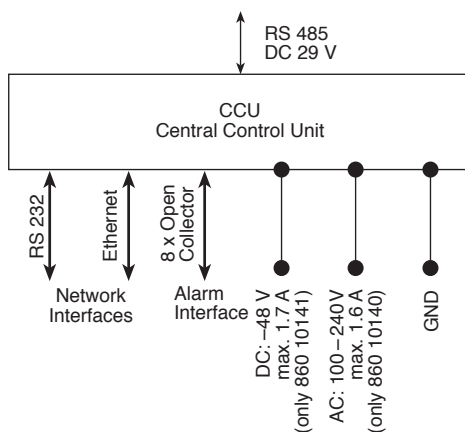 RS 485
DC 29 V
CCU
Central Control Unit
RS 232
Ethernet
8 x Open
Collector
Network
Interfaces
Alarm
Interface
DC: –48 V
max. 1.7 A
(only 860 10141)
AC: 100–240V
max. 1.6 A
(only 860 10140)
GND